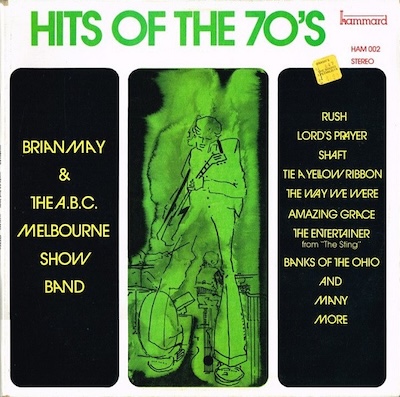 HITS OF THE 70'S
hammard
HAM 002
STEREO
BRIAN MAY
&
THE A.B.C.
MELBOURNE
SHOW
BAND
RUSH
LORD'S PRAYER
SHAFT
TIE A YELLOW RIBBON
THE WAY WE WERE
AMAZING GRACE
THE ENTERTAINER
from "The Sting"
BANKS OF THE OHIO
AND
MANY
MORE